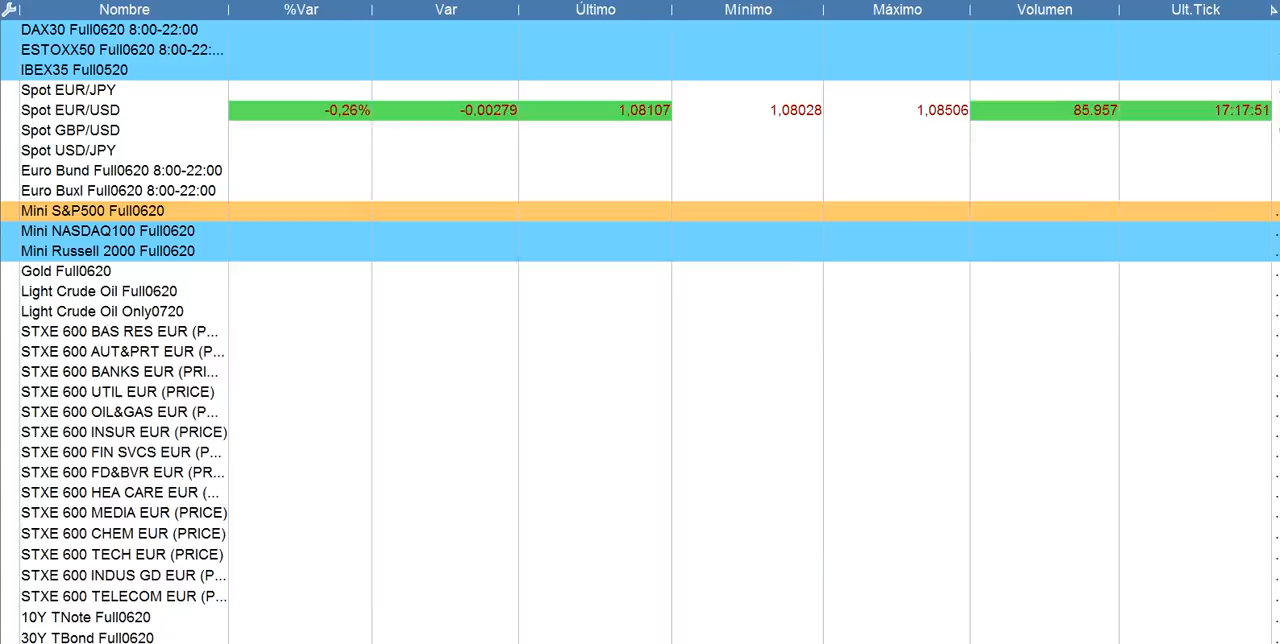 Nombre %Var Var Último Mínimo Máximo Volumen Ult.Tick
DAX30 Full0620 8:00-22:00
ESTOXX50 Full0620 8:00-22:...
IBEX35 Full0520
Spot EUR/JPY
Spot EUR/USD -0,26% -0,00279 1,08107 1,08028 1,08506 85.957 17:17:51
Spot GBP/USD
Spot USD/JPY
Euro Bund Full0620 8:00-22:00
Euro Buxl Full0620 8:00-22:00
Mini S&P500 Full0620
Mini NASDAQ100 Full0620
Mini Russell 2000 Full0620
Gold Full0620
Light Crude Oil Full0620
Light Crude Oil Only0720
STXE 600 BAS RES EUR (P...
STXE 600 AUT&PRT EUR (P...
STXE 600 BANKS EUR (PRI...
STXE 600 UTIL EUR (PRICE)
STXE 600 OIL&GAS EUR (P...
STXE 600 INSUR EUR (PRICE)
STXE 600 FIN SVCS EUR (P...
STXE 600 FD&BVR EUR (PR...
STXE 600 HEA CARE EUR (...
STXE 600 MEDIA EUR (PRICE)
STXE 600 CHEM EUR (PRICE)
STXE 600 TECH EUR (PRICE)
STXE 600 INDUS GD EUR (P...
STXE 600 TELECOM EUR (P...
10Y TNote Full0620
30Y TBond Full0620